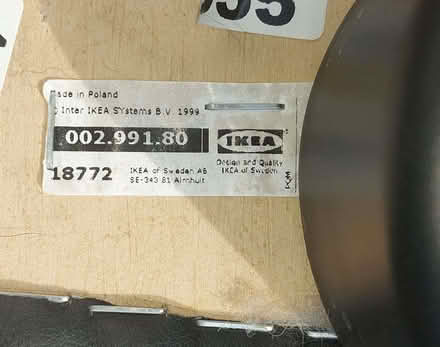 ade in Poland
Inter IKEA SYstems B.V. 1999
002.991.80
IKEA
18772
IKEA of Sweden AB
SE-343 81 Älmhult
Design and Quality
IKEA of Sweden